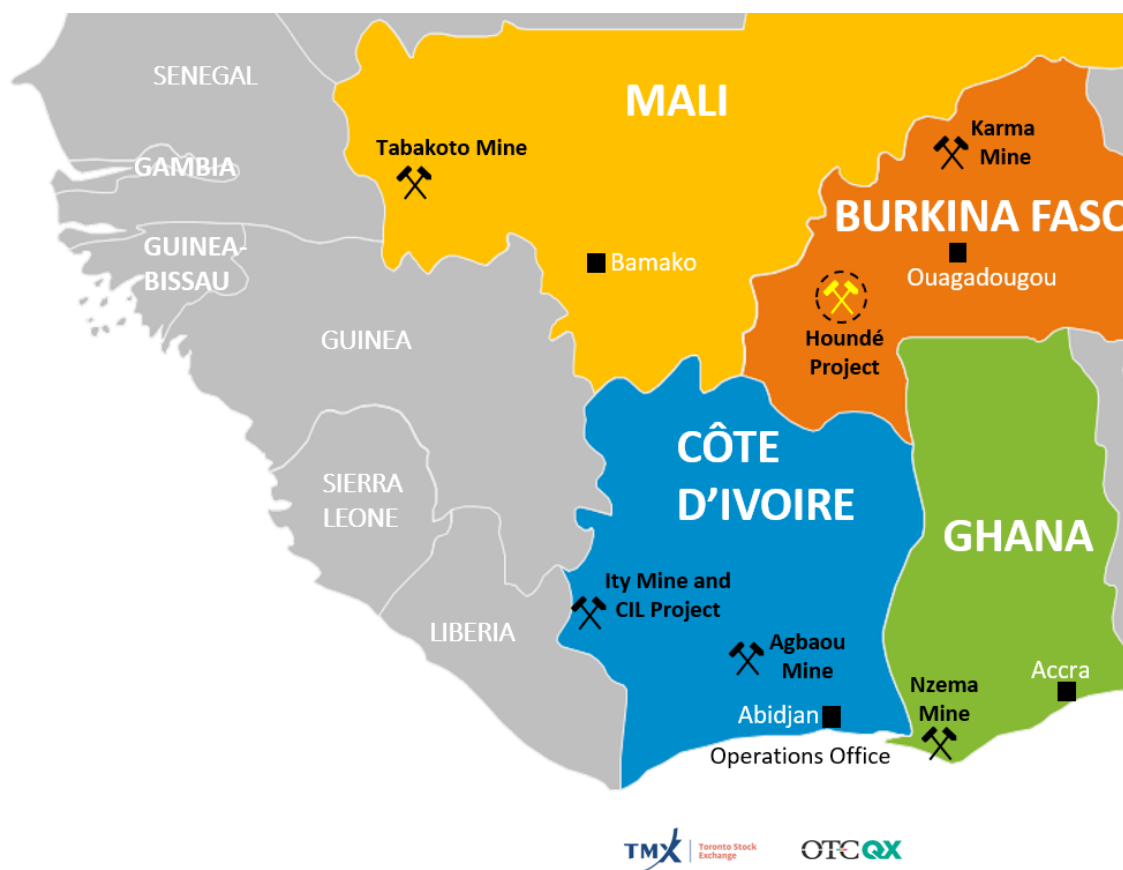 SENEGAL
MALI
Karma
Mine
Tabakoto Mine
GAMBIA
BURKINA FASO
GUINEA-
BISSAU
Bamako
Ouagadougou
GUINEA
Houndé
Project
CÔTE
D’IVOIRE
SIERRA
LEONE
GHANA
Ity Mine and
CIL Project
LIBERIA
Agbaou
Mine
Accra
Nzema
Mine
Abidjan
Operations Office
TMX
Toronto Stock
Exchange
OTCQX